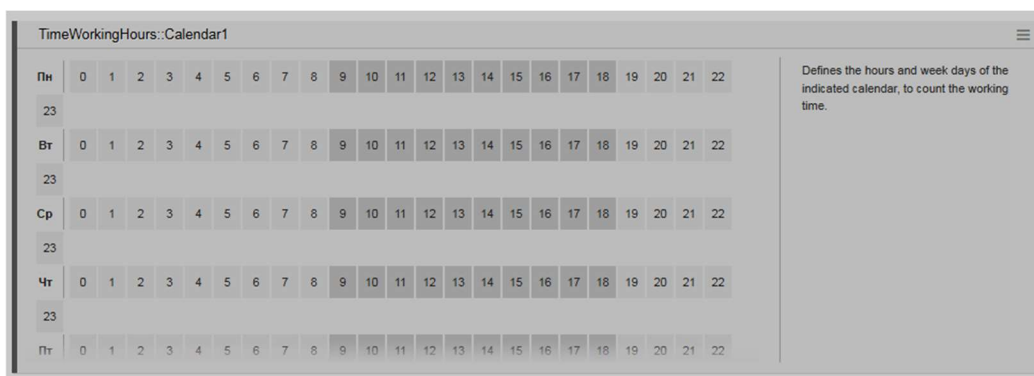 TimeWorkingHours::Calendar1
Пн 0 1 2 3 4 5 6 7 8 9 10 11 12 13 14 15 16 17 18 19 20 21 22
23
Вт 0 1 2 3 4 5 6 7 8 9 10 11 12 13 14 15 16 17 18 19 20 21 22
23
Ср 0 1 2 3 4 5 6 7 8 9 10 11 12 13 14 15 16 17 18 19 20 21 22
23
Чт 0 1 2 3 4 5 6 7 8 9 10 11 12 13 14 15 16 17 18 19 20 21 22
23
Пт 0 1 2 3 4 5 6 7 8 9 10 11 12 13 14 15 16 17 18 19 20 21 22
Defines the hours and week days of the
indicated calendar, to count the working
time.